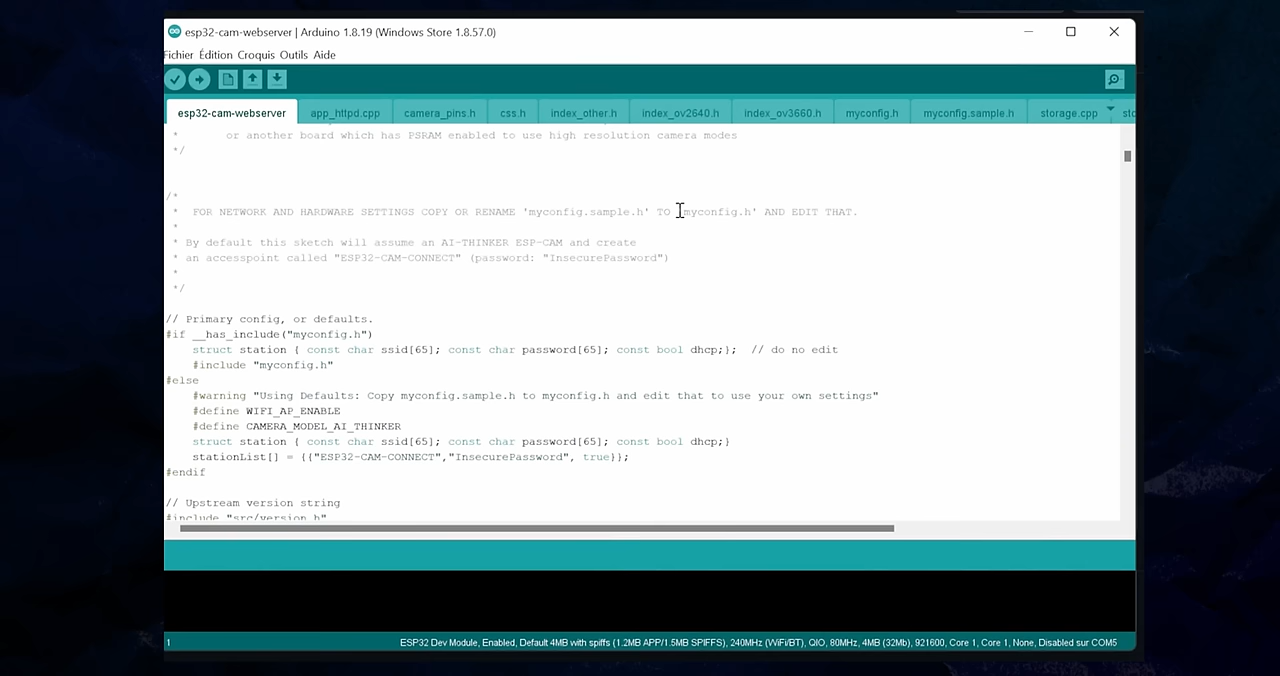 esp32-cam-webserver | Arduino 1.8.19 (Windows Store 1.8.57.0)
Fichier Édition Croquis Outils Aide
esp32-cam-webserver app_httpd.cpp camera_pins.h css.h index_other.h index_ov2640.h index_ov3660.h myconfig.h myconfig.sample.h storage.cpp sto
* or another board which has PSRAM enabled to use high resolution camera modes
*/
/*
* FOR NETWORK AND HARDWARE SETTINGS COPY OR RENAME 'myconfig.sample.h' TO 'myconfig.h' AND EDIT THAT.
*
* By default this sketch will assume an AI-THINKER ESP-CAM and create
* an accesspoint called "ESP32-CAM-CONNECT" (password: "InsecurePassword")
*
*/
// Primary config, or defaults.
#if __has_include("myconfig.h")
struct station { const char ssid[65]; const char password[65]; const bool dhcp;}; // do no edit
#include "myconfig.h"
#else
#warning "Using Defaults: Copy myconfig.sample.h to myconfig.h and edit that to use your own settings"
#define WIFI_AP_ENABLE
#define CAMERA_MODEL_AI_THINKER
struct station { const char ssid[65]; const char password[65]; const bool dhcp;}
stationList[] = {{"ESP32-CAM-CONNECT","InsecurePassword", true}};
#endif
// Upstream version string
#include "src/version.h"
1 ESP32 Dev Module, Enabled, Default 4MB with spiffs (1.2MB APP/1.5MB SPIFFS), 240MHz (WiFi/BT), QIO, 80MHz, 4MB (32Mb), 921600, Core 1, Core 1, None, Disabled sur COM5